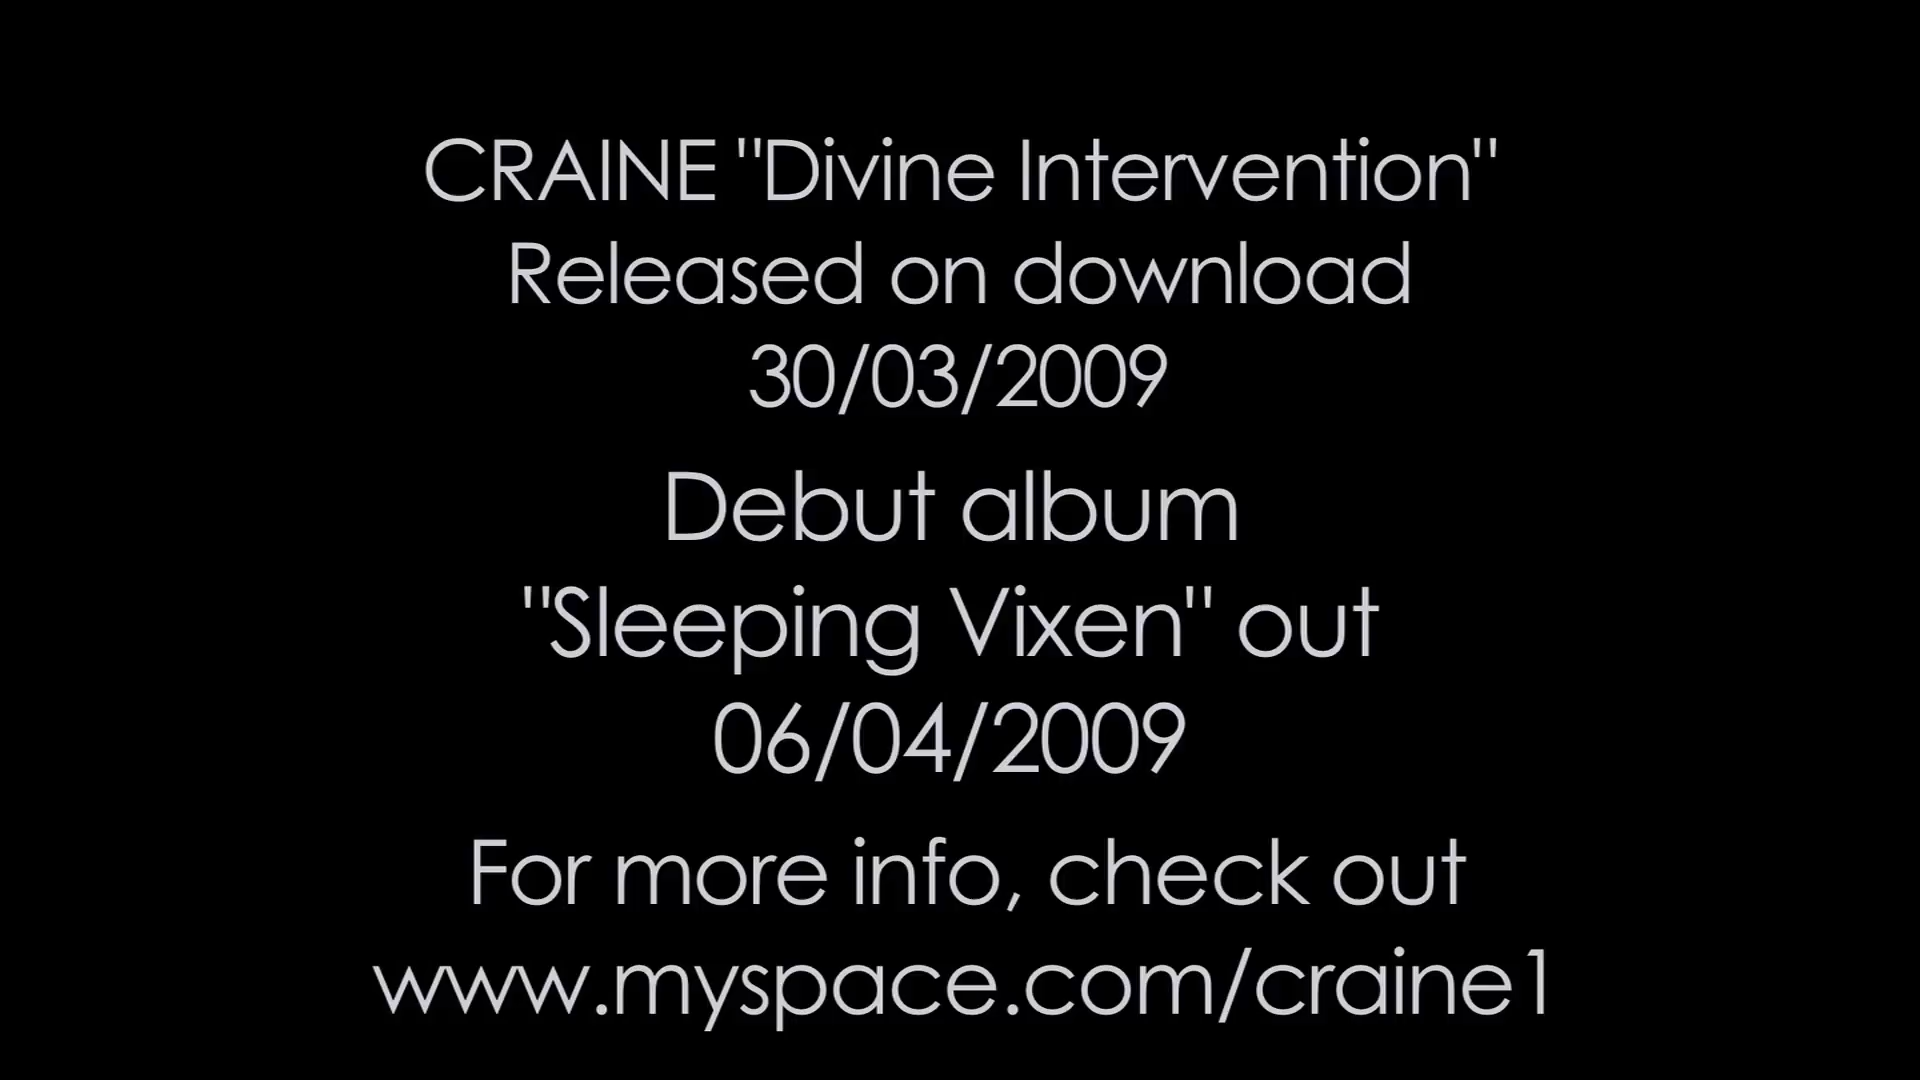 CRAINE "Divine Intervention"
Released on download
30/03/2009
Debut album
"Sleeping Vixen" out
06/04/2009
For more info, check out
www.myspace.com/craine1